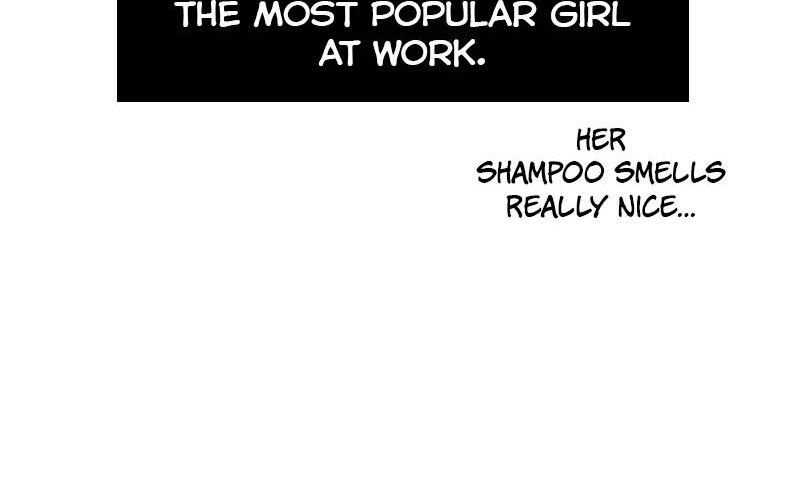 THE MOST POPULAR GIRL
AT WORK.
HER
SHAMPOO SMELLS
REALLY NICE...